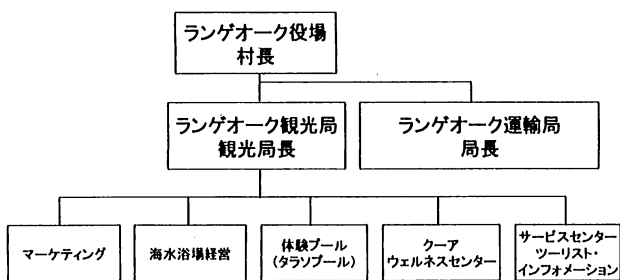 ランゲオーク役場
村長
ランゲオーク観光局
観光局長
ランゲオーク運輸局
局長
マーケティング
海水浴場経営
体験プール
(タラソプール)
クーア
ウェルネスセンター
サービスセンター
ツーリスト・
インフォメーション